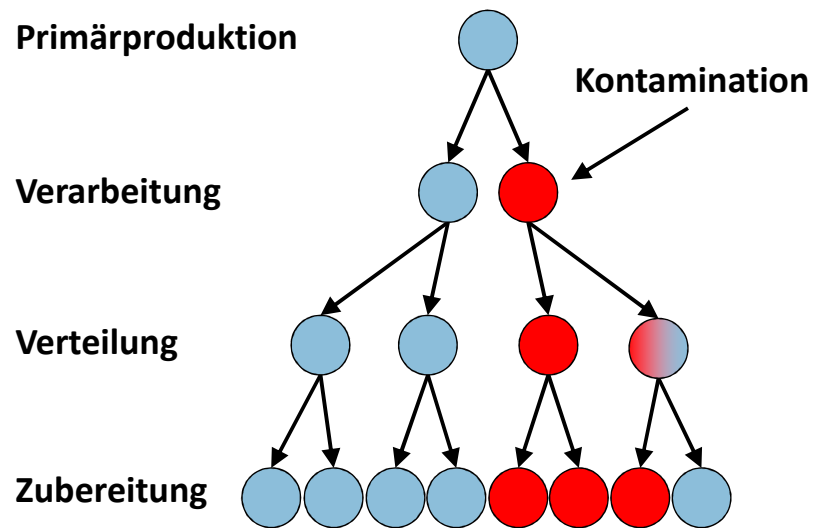 Primärproduktion
Kontamination
Verarbeitung
Verteilung
Zubereitung